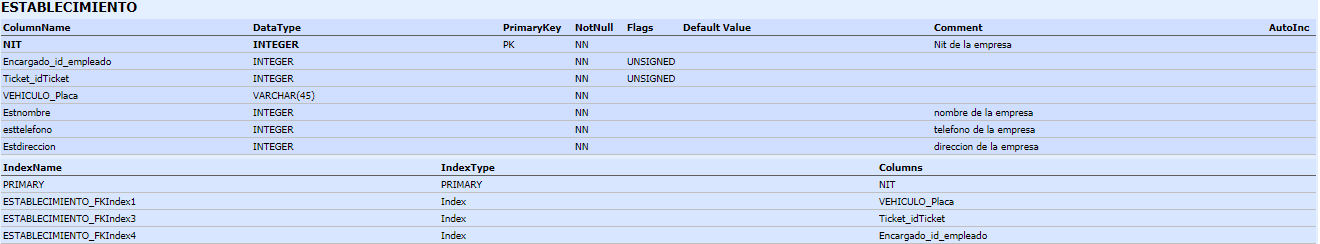 ESTABLECIMIENTO
ColumnName DataType PrimaryKey NotNull Flags Default Value Comment AutoInc
NIT INTEGER PK NN Nit de la empresa
Encargado_id_empleado INTEGER NN UNSIGNED
Ticket_idTicket INTEGER NN UNSIGNED
VEHICULO_Placa VARCHAR(45) NN
Estnombre INTEGER NN nombre de la empresa
esttelefono INTEGER NN telefono de la empresa
Estdireccion INTEGER NN direccion de la empresa
IndexName IndexType Columns
PRIMARY PRIMARY NIT
ESTABLECIMIENTO_FKIndex1 Index VEHICULO_Placa
ESTABLECIMIENTO_FKIndex3 Index Ticket_idTicket
ESTABLECIMIENTO_FKIndex4 Index Encargado_id_empleado